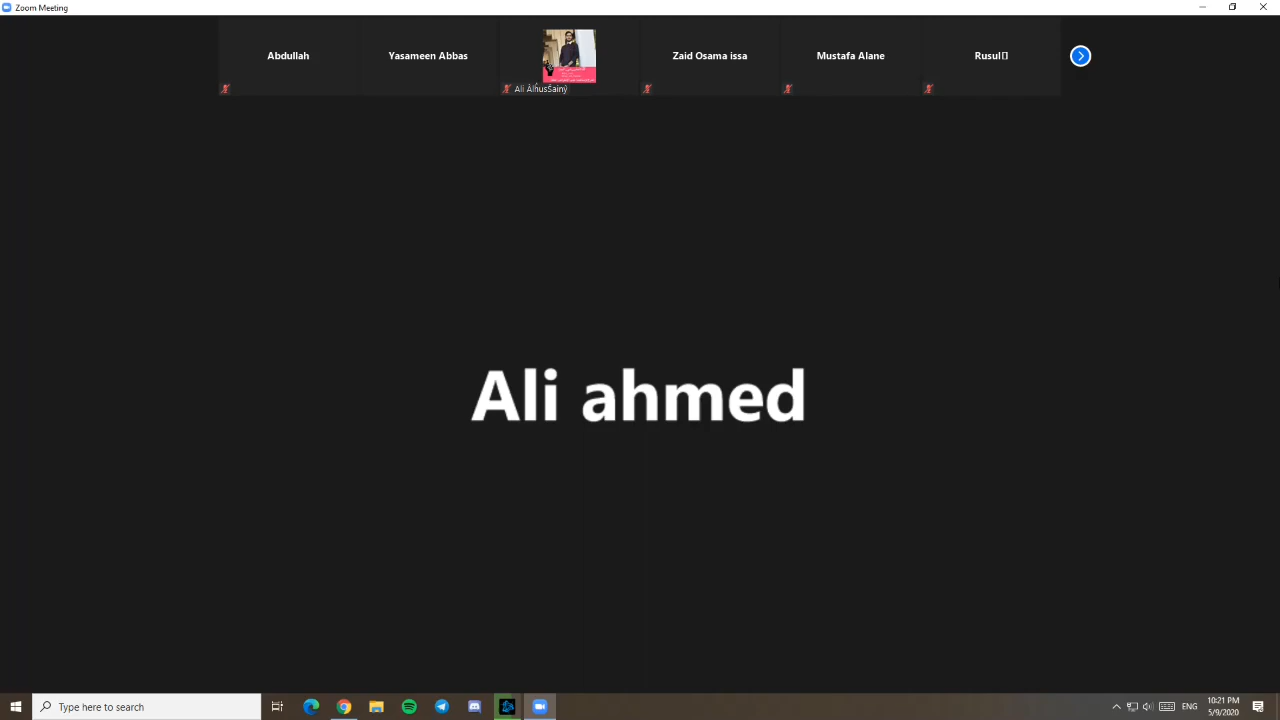 Zoom Meeting
Abdullah
Yasameen Abbas
Zaid Osama issa
Mustafa Alane
Rusul
Ali
Ali ahmed
Type here to search
ENG
10:21 PM
5/9/2020